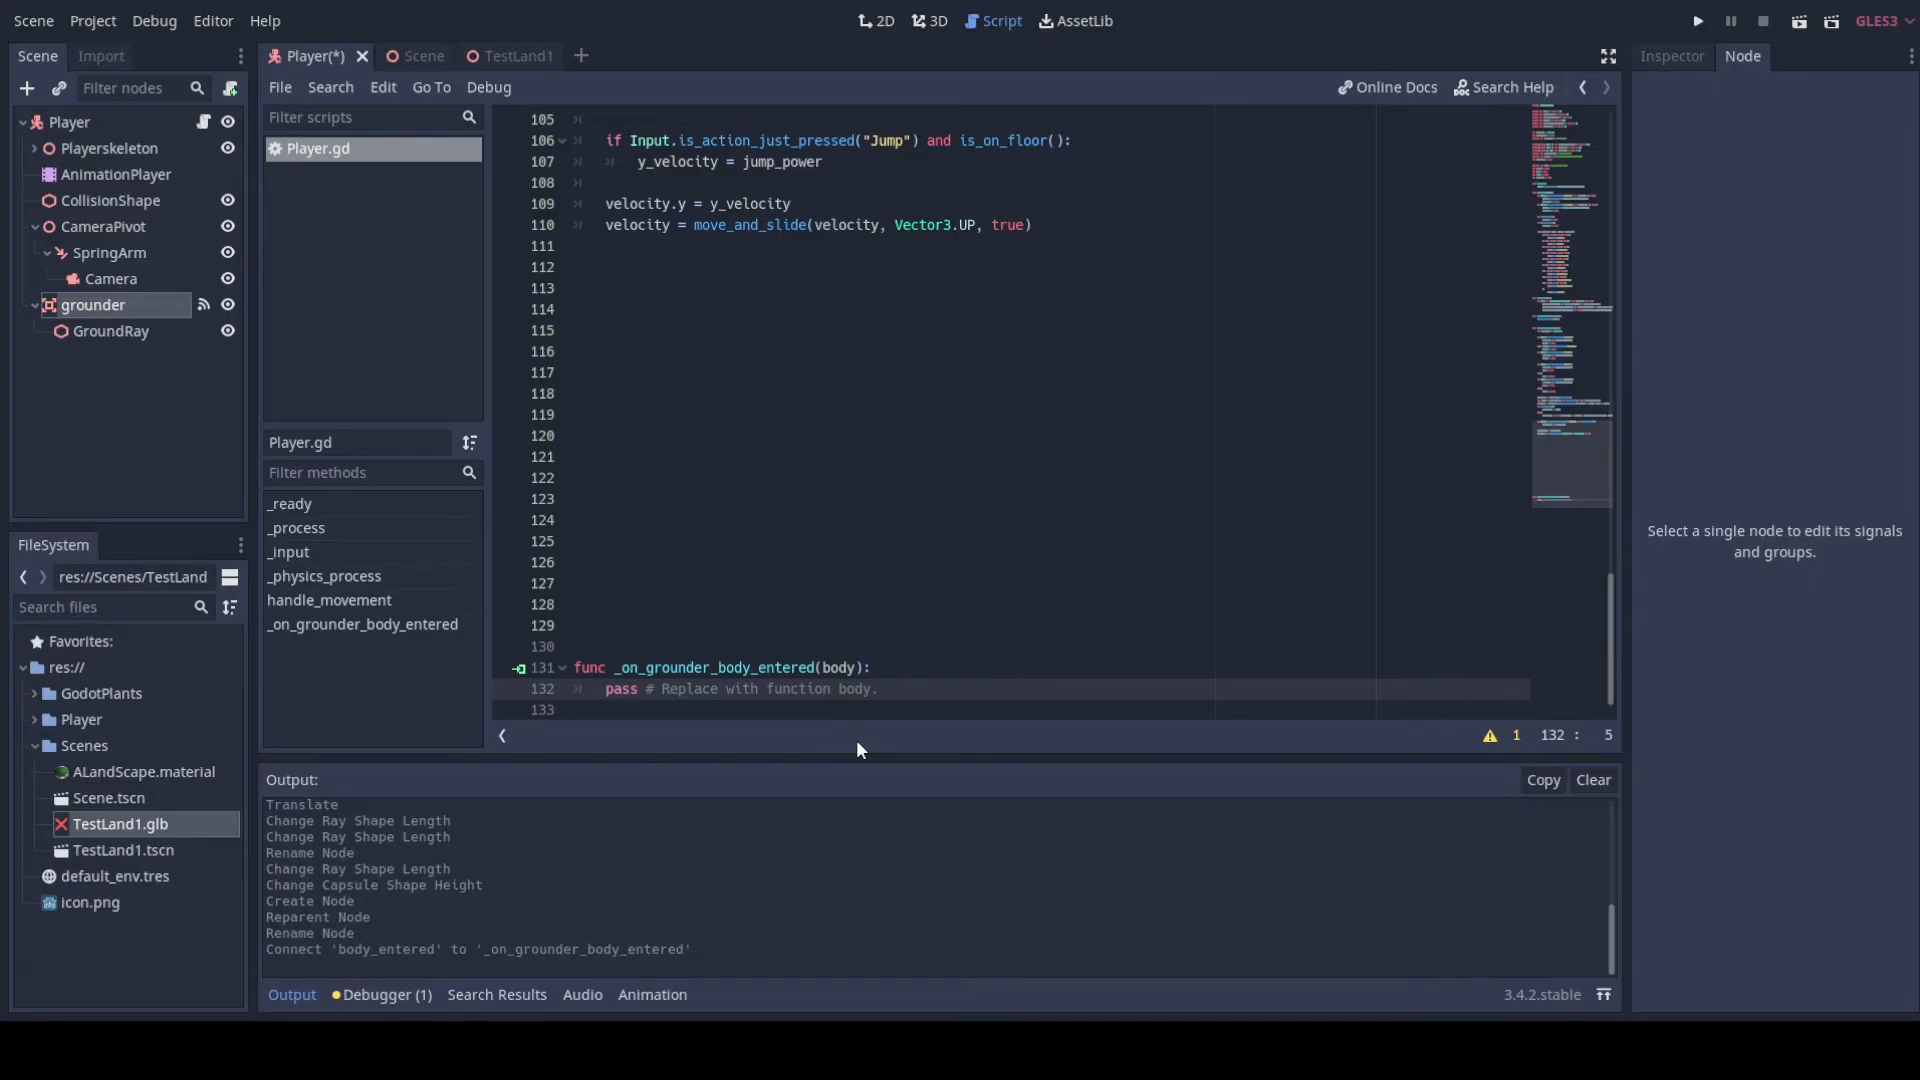 Scene Project Debug Editor Help
2D 3D Script AssetLib
GLES3
Scene Import
Filter nodes
Player
Playerskeleton
AnimationPlayer
CollisionShape
CameraPivot
SpringArm
Camera
grounder
GroundRay
FileSystem
res://Scenes/TestLand
Search files
Favorites:
res://
GodotPlants
Player
Scenes
ALandScape.material
Scene.tscn
TestLand1.glb
TestLand1.tscn
default_env.tres
icon.png
Player(*) Scene TestLand1
File Search Edit Go To Debug
Online Docs Search Help
Filter scripts
Player.gd
Player.gd
Filter methods
_ready
_process
_input
_physics_process
handle_movement
_on_grounder_body_entered
105
106 if Input.is_action_just_pressed("Jump") and is_on_floor():
107 y_velocity = jump_power
108
109 velocity.y = y_velocity
110 velocity = move_and_slide(velocity, Vector3.UP, true)
111
112
113
114
115
116
117
118
119
120
121
122
123
124
125
126
127
128
129
130
131 func _on_grounder_body_entered(body):
132 pass # Replace with function body.
133
1 132 : 5
Output:
Copy Clear
Translate
Change Ray Shape Length
Change Ray Shape Length
Rename Node
Change Ray Shape Length
Change Capsule Shape Height
Create Node
Reparent Node
Rename Node
Connect 'body_entered' to '_on_grounder_body_entered'
Output Debugger (1) Search Results Audio Animation
3.4.2.stable
Inspector Node
Select a single node to edit its signals
and groups.